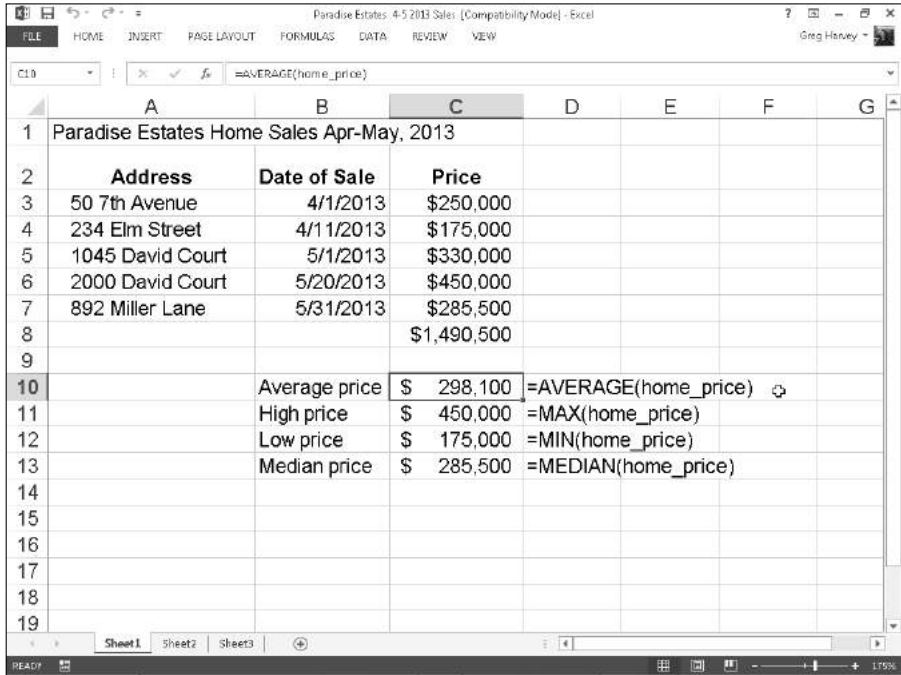 Paradise Estates 4-5 2013 Sales [Compatibility Mode] - Excel
?
FILE HOME INSERT PAGE LAYOUT FORMULAS DATA REVIEW VIEW Greg Harvey
C10 fx =AVERAGE(home_price)
A B C D E F G
1 Paradise Estates Home Sales Apr-May, 2013
2 Address Date of Sale Price
3 50 7th Avenue 4/1/2013 $250,000
4 234 Elm Street 4/11/2013 $175,000
5 1045 David Court 5/1/2013 $330,000
6 2000 David Court 5/20/2013 $450,000
7 892 Miller Lane 5/31/2013 $285,500
8 $1,490,500
9
10 Average price $ 298,100 =AVERAGE(home_price)
11 High price $ 450,000 =MAX(home_price)
12 Low price $ 175,000 =MIN(home_price)
13 Median price $ 285,500 =MEDIAN(home_price)
14
15
16
17
18
19
Sheet1 Sheet2 Sheet3
READY 175%